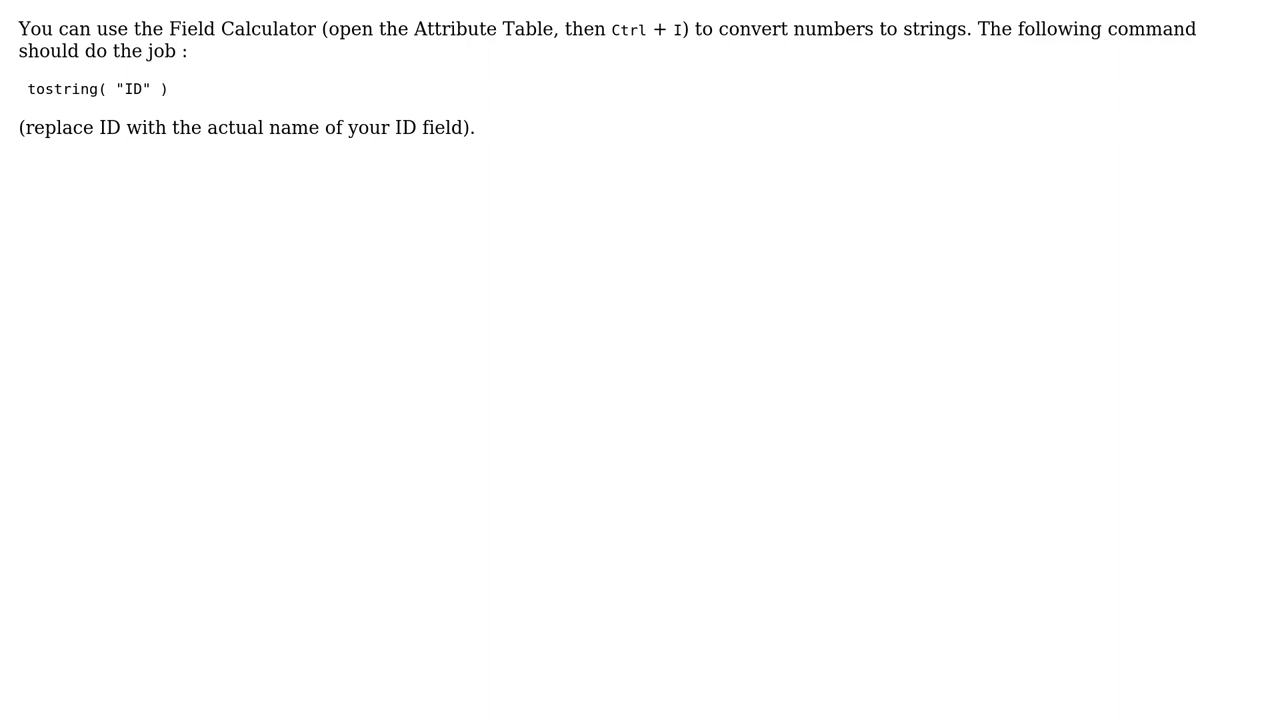 You can use the Field Calculator (open the Attribute Table, then Ctrl + I) to convert numbers to strings. The following command
should do the job :
tostring( "ID" )
(replace ID with the actual name of your ID field).